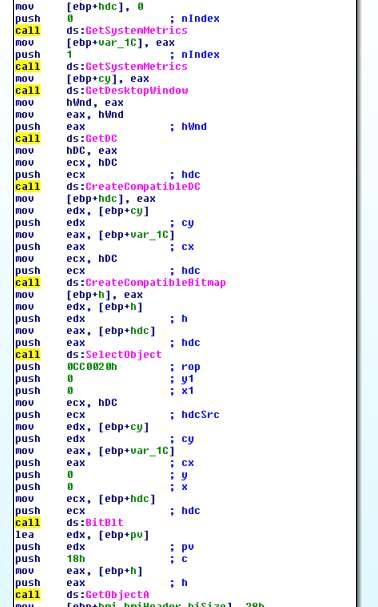 mov [ebp+hdc], 0
push 0 ; nIndex
call ds:GetSystemMetrics
mov [ebp+var_1C], eax
push 1 ; nIndex
call ds:GetSystemMetrics
mov [ebp+cy], eax
call ds:GetDesktopWindow
mov hWnd, eax
mov eax, hWnd
push eax ; hWnd
call ds:GetDC
mov hDC, eax
mov ecx, hDC
push ecx ; hdc
call ds:CreateCompatibleDC
mov [ebp+hdc], eax
mov edx, [ebp+cy]
push edx ; cy
mov eax, [ebp+var_1C]
push eax ; cx
mov ecx, hDC
push ecx ; hdc
call ds:CreateCompatibleBitmap
mov [ebp+h], eax
mov edx, [ebp+h]
push edx ; h
mov eax, [ebp+hdc]
push eax ; hdc
call ds:SelectObject
push 0CC0020h ; rop
push 0 ; y1
push 0 ; x1
mov ecx, hDC
push ecx ; hdcSrc
mov edx, [ebp+cy]
push edx ; cy
mov eax, [ebp+var_1C]
push eax ; cx
push 0 ; y
push 0 ; x
mov ecx, [ebp+hdc]
push ecx ; hdc
call ds:BitBlt
lea edx, [ebp+pv]
push edx ; pv
push 18h ; c
mov eax, [ebp+h]
push eax ; h
call ds:GetObjectA
mov [ebp+bmi.bmiHeader.biSize], 28h